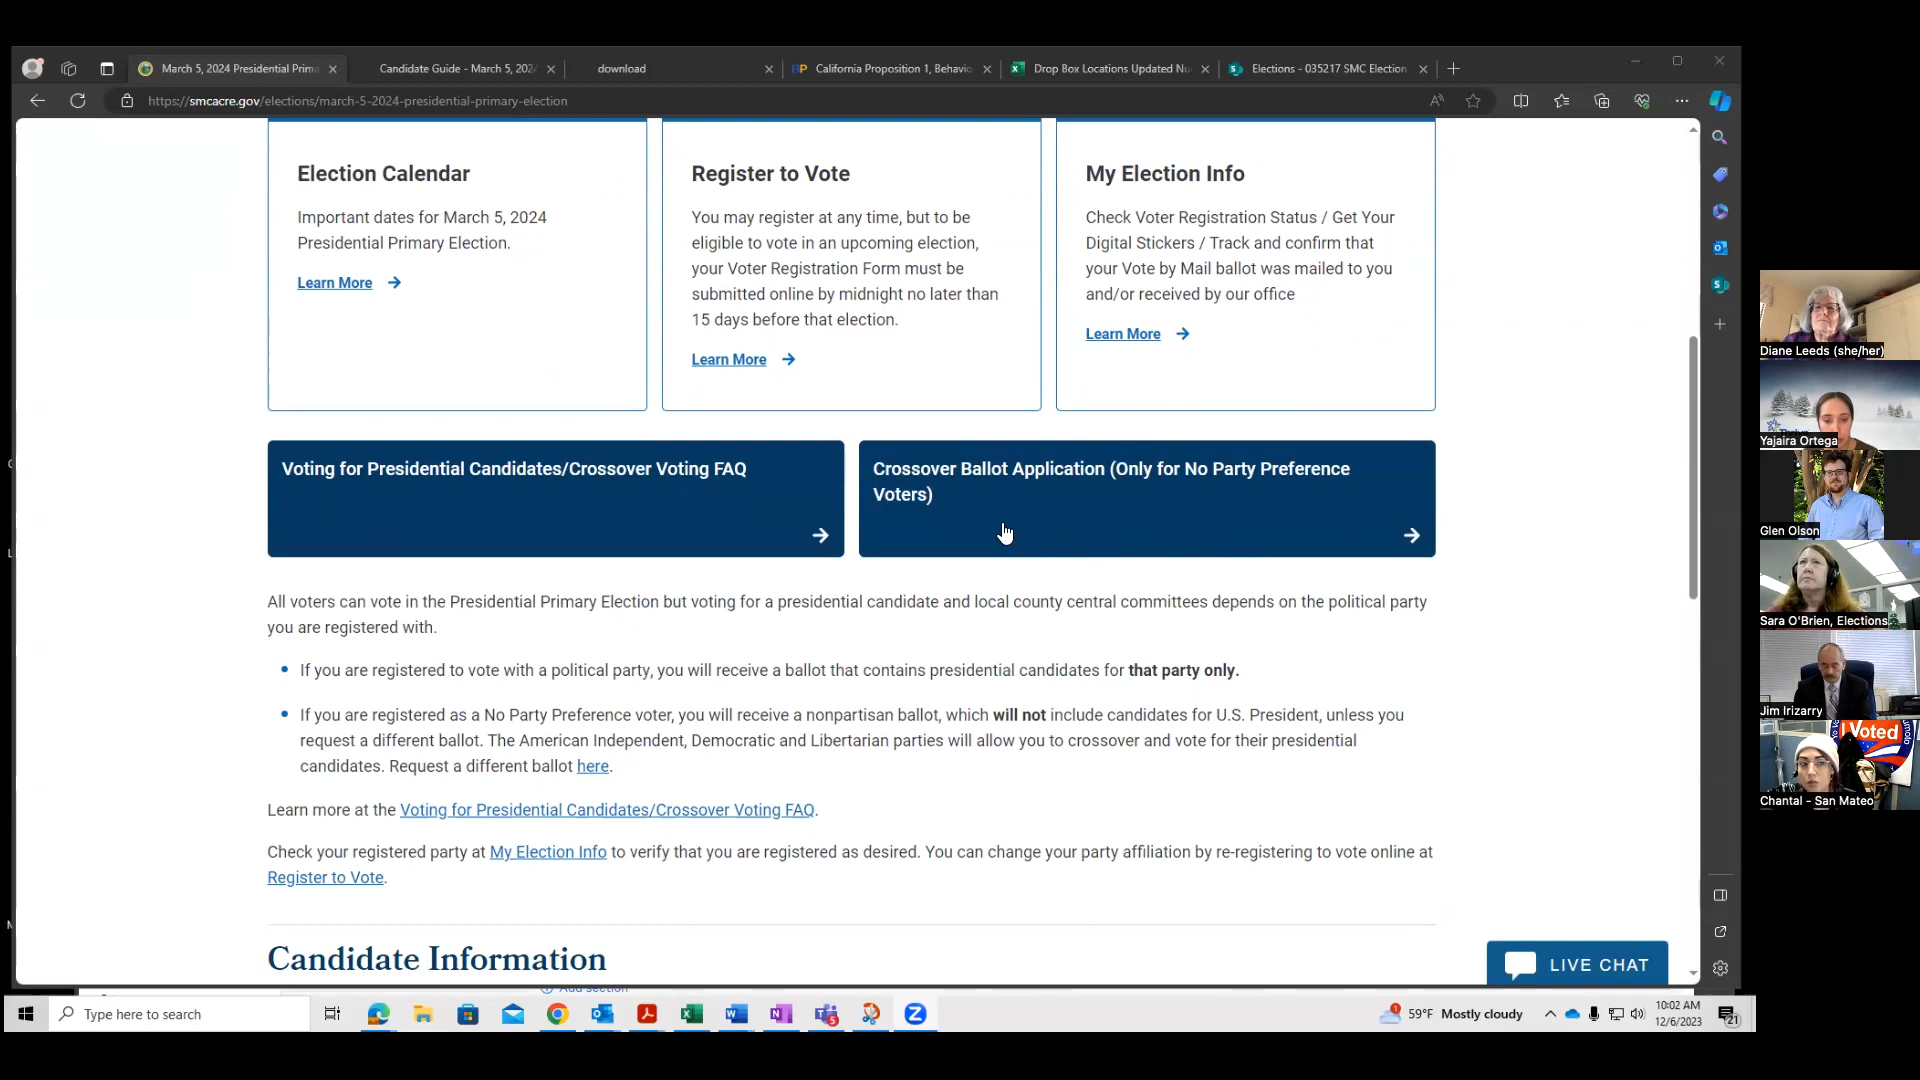 March 5, 2024 Presidential Prima
Candidate Guide - March 5, 202
download
California Proposition 1, Behavio
Drop Box Locations Updated Nu
Elections - 035217 SMC Election
https://smcacre.gov/elections/march-5-2024-presidential-primary-election
Election Calendar
Important dates for March 5, 2024
Presidential Primary Election.
Learn More
Register to Vote
You may register at any time, but to be
eligible to vote in an upcoming election,
your Voter Registration Form must be
submitted online by midnight no later than
15 days before that election.
Learn More
My Election Info
Check Voter Registration Status / Get Your
Digital Stickers / Track and confirm that
your Vote by Mail ballot was mailed to you
and/or received by our office
Learn More
Voting for Presidential Candidates/Crossover Voting FAQ
Crossover Ballot Application (Only for No Party Preference
Voters)
All voters can vote in the Presidential Primary Election but voting for a presidential candidate and local county central committees depends on the political party
you are registered with.
If you are registered to vote with a political party, you will receive a ballot that contains presidential candidates for that party only.
If you are registered as a No Party Preference voter, you will receive a nonpartisan ballot, which will not include candidates for U.S. President, unless you
request a different ballot. The American Independent, Democratic and Libertarian parties will allow you to crossover and vote for their presidential
candidates. Request a different ballot here.
Learn more at the Voting for Presidential Candidates/Crossover Voting FAQ.
Check your registered party at My Election Info to verify that you are registered as desired. You can change your party affiliation by re-registering to vote online at
Register to Vote.
Candidate Information
LIVE CHAT
Add section
Type here to search
59°F Mostly cloudy
10:02 AM
12/6/2023
21
Diane Leeds (she/her)
Yajaira Ortega
Glen Olson
Sara O'Brien, Elections
Jim Irizarry
I Voted
Chantal - San Mateo